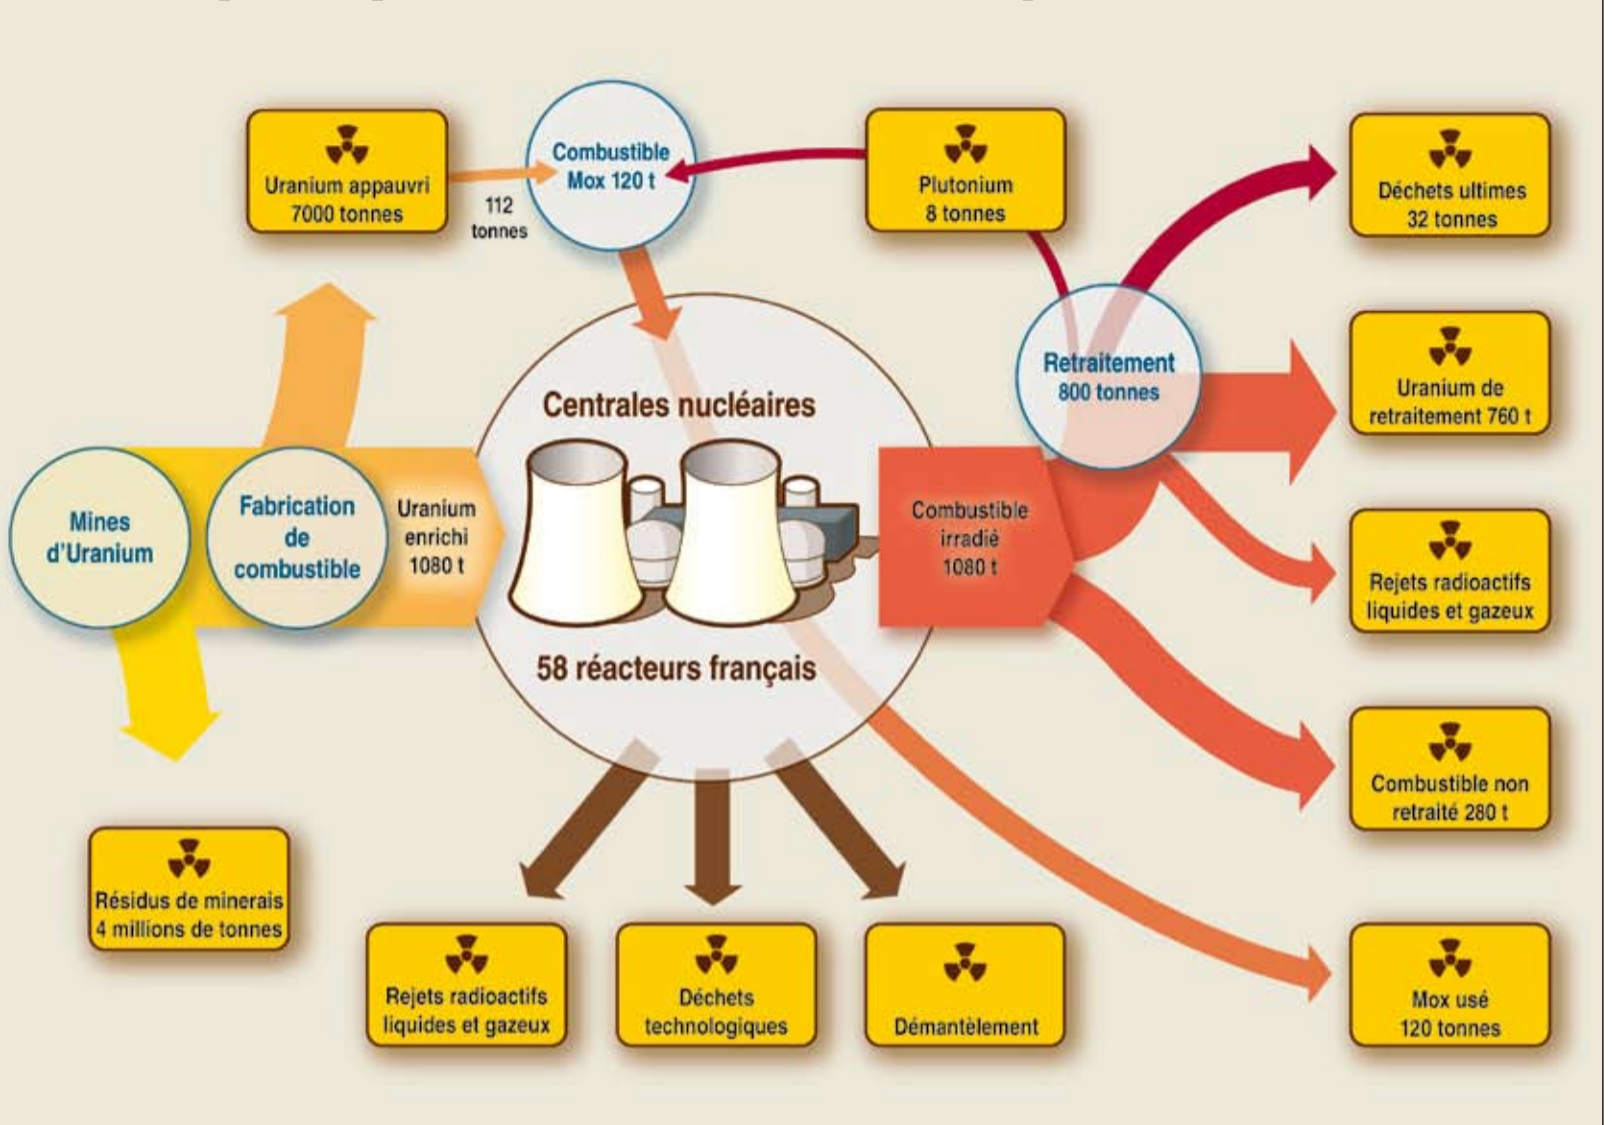 Uranium appauvri
7000 tonnes
112
tonnes
Combustible
Mox 120 t
Plutonium
8 tonnes
Déchets ultimes
32 tonnes
Retraitement
800 tonnes
Uranium de
retraitement 760 t
Centrales nucléaires
58 réacteurs français
Mines
d'Uranium
Fabrication
de
combustible
Uranium
enrichi
1080 t
Combustible
irradié
1080 t
Rejets radioactifs
liquides et gazeux
Combustible non
retraité 280 t
Résidus de minerais
4 millions de tonnes
Rejets radioactifs
liquides et gazeux
Déchets
technologiques
Démantèlement
Mox usé
120 tonnes